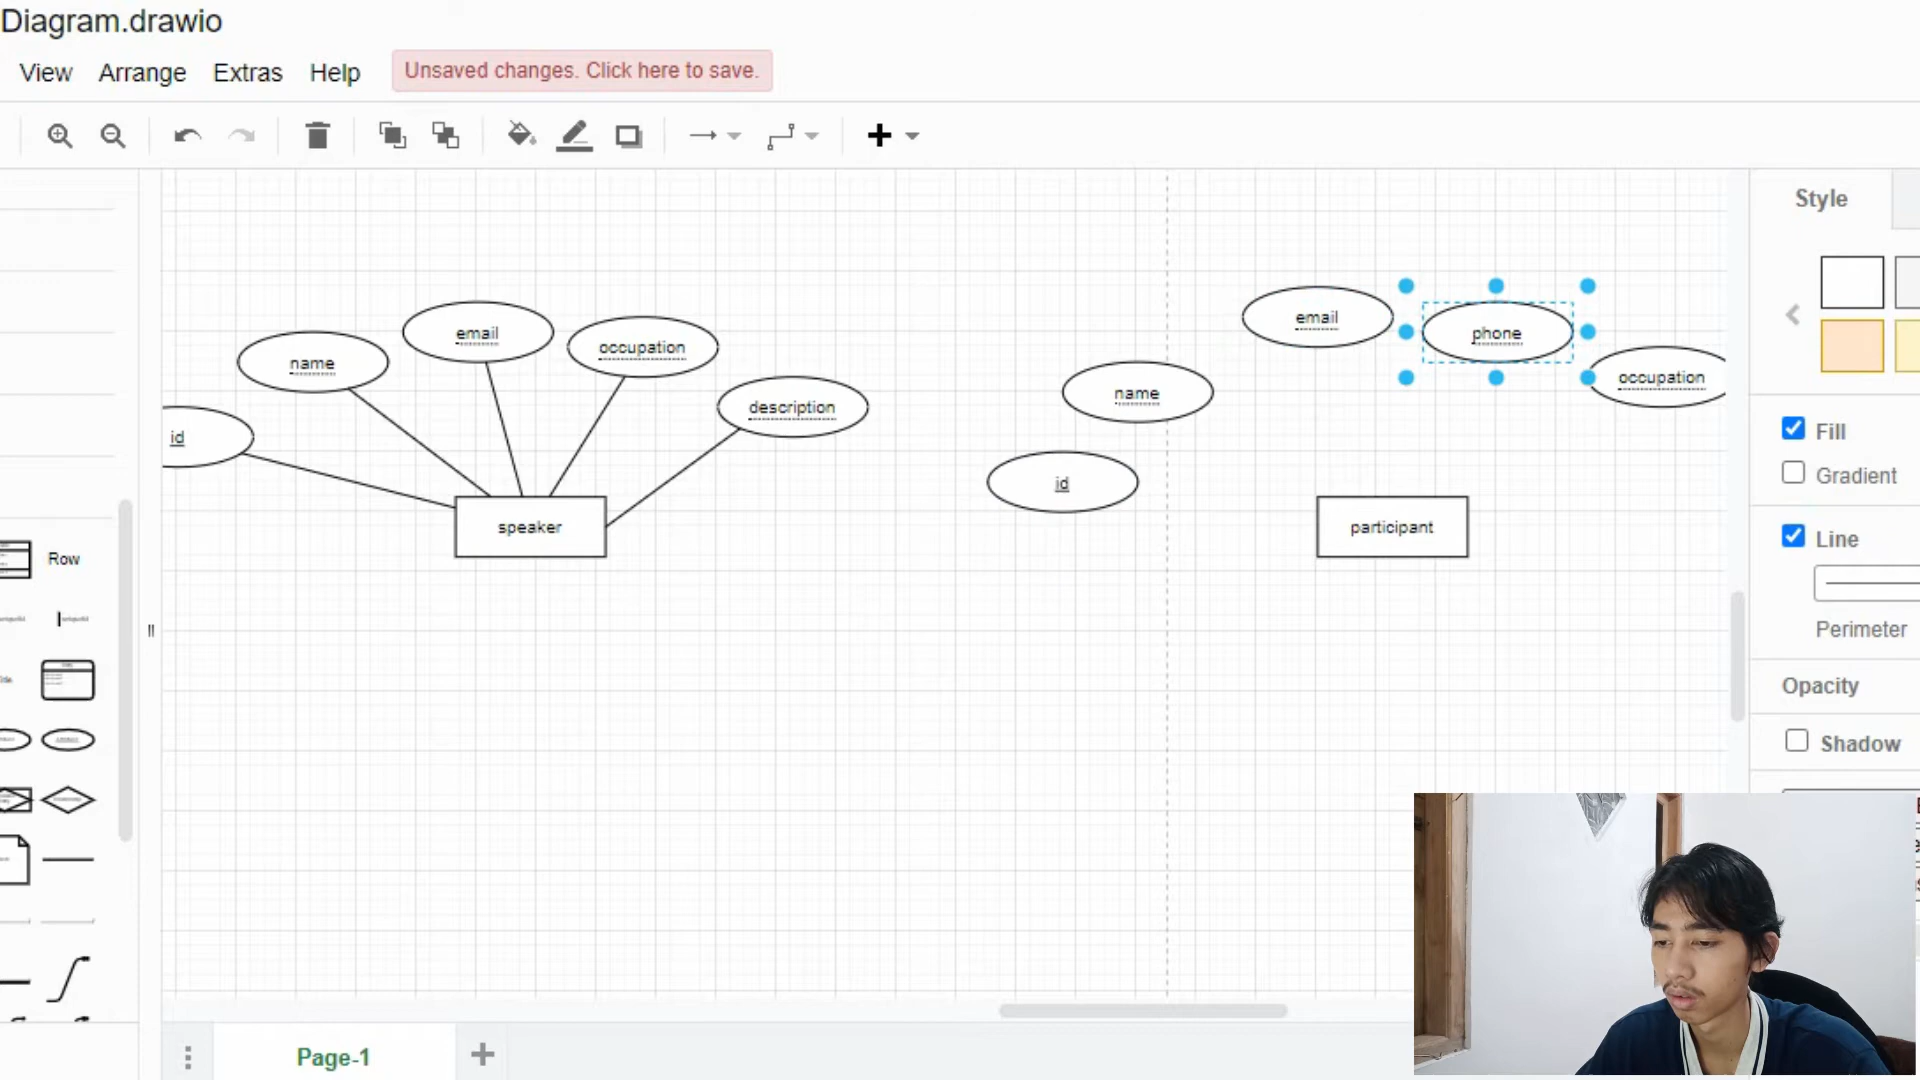 Diagram.drawio
View Arrange Extras Help Unsaved changes. Click here to save.
Style
email
phone
email
occupation
name
occupation
name
description
id
id
speaker
participant
Fill
Gradient
Line
Perimeter
Opacity
Shadow
Row
Page-1